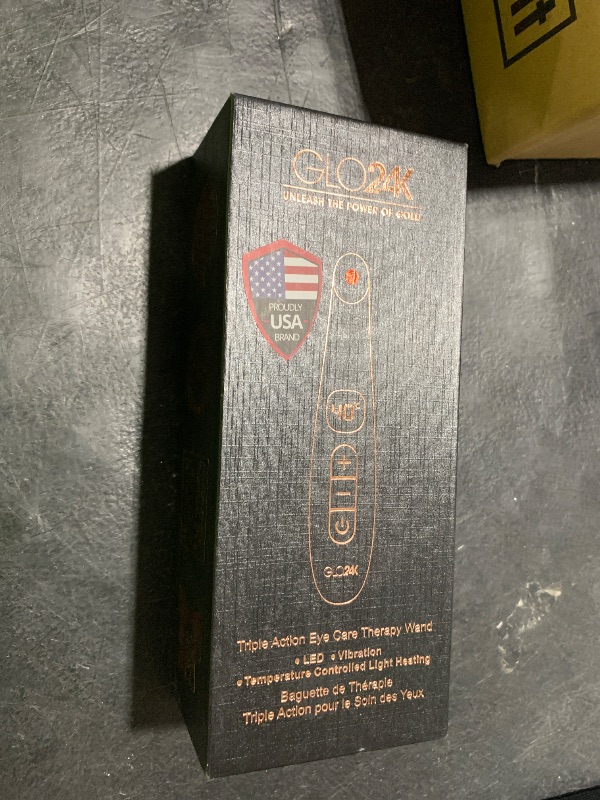 GLO24K
UNLEASH THE POWER OF GOLD
PROUDLY
USA
BRAND
+
−
GLO24K
Triple Action Eye Care Therapy Wand
• LED • Vibration
• Temperature Controlled Light Heating
Baguette de Thérapie
Triple Action pour le Soin des Yeux